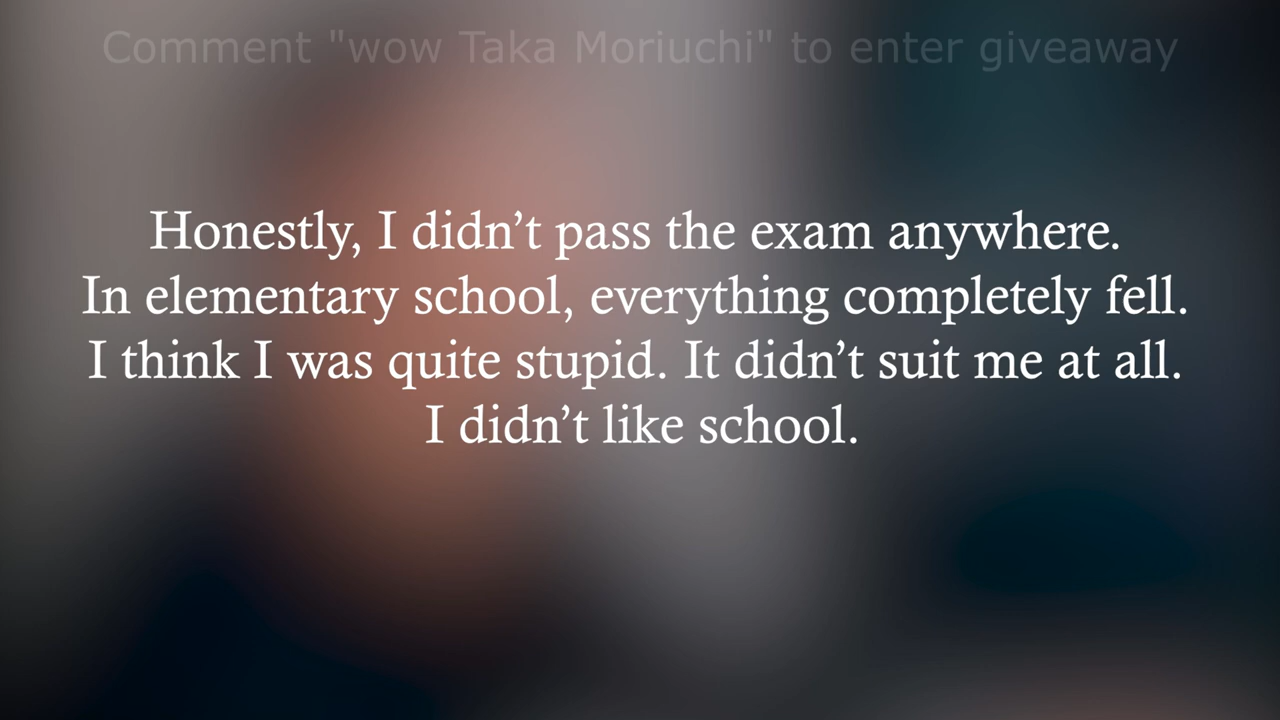 Comment "wow Taka Moriuchi" to enter giveaway
Honestly, I didn’t pass the exam anywhere.
In elementary school, everything completely fell.
I think I was quite stupid. It didn’t suit me at all.
I didn’t like school.